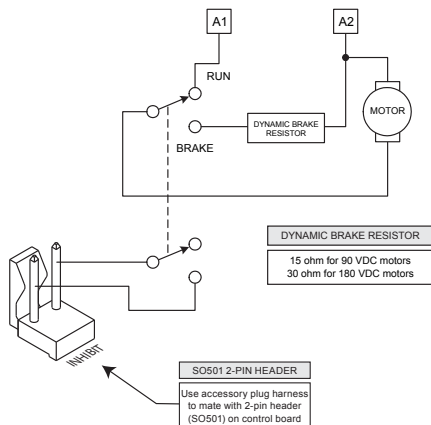 A1
A2
RUN
BRAKE
DYNAMIC BRAKE
RESISTOR
MOTOR
DYNAMIC BRAKE RESISTOR
15 ohm for 90 VDC motors
30 ohm for 180 VDC motors
INHIBIT
SO501 2-PIN HEADER
Use accessory plug harness
to mate with 2-pin header
(SO501) on control board